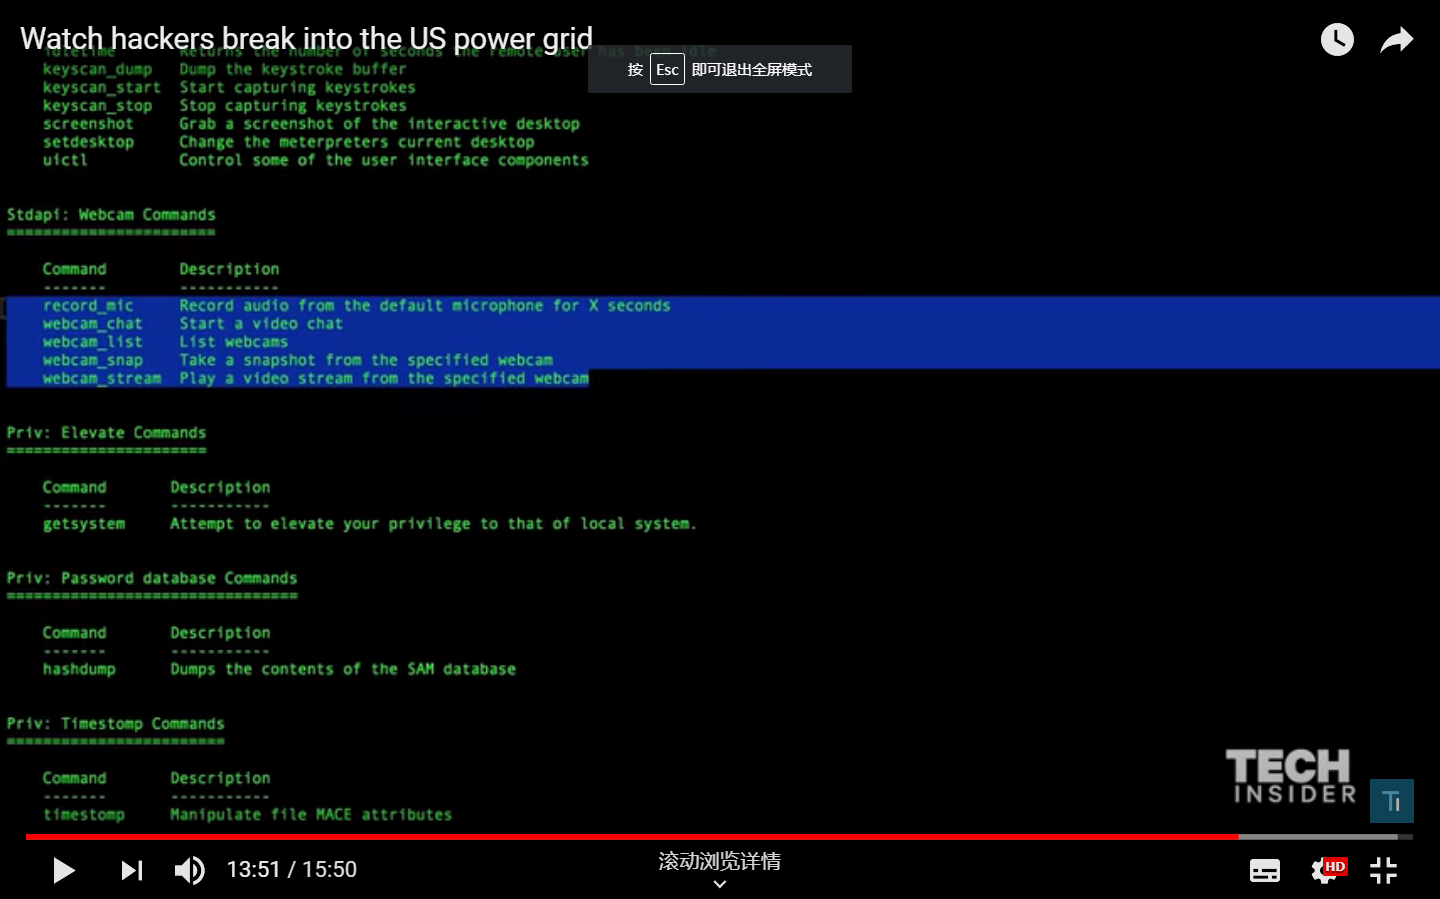 Watch hackers break into the US power grid
idletime Returns the number of seconds the remote user has been idle
按 Esc 即可退出全屏模式
keyscan_dump Dump the keystroke buffer
keyscan_start Start capturing keystrokes
keyscan_stop Stop capturing keystrokes
screenshot Grab a screenshot of the interactive desktop
setdesktop Change the meterpreters current desktop
uictl Control some of the user interface components
Stdapi: Webcam Commands
=======================
Command Description
------- -----------
record_mic Record audio from the default microphone for X seconds
webcam_chat Start a video chat
webcam_list List webcams
webcam_snap Take a snapshot from the specified webcam
webcam_stream Play a video stream from the specified webcam
Priv: Elevate Commands
======================
Command Description
------- -----------
getsystem Attempt to elevate your privilege to that of local system.
Priv: Password database Commands
================================
Command Description
------- -----------
hashdump Dumps the contents of the SAM database
Priv: Timestomp Commands
========================
Command Description
------- -----------
timestomp Manipulate file MACE attributes
TECH
INSIDER
TI
13:51 / 15:50
滚动浏览详情
HD